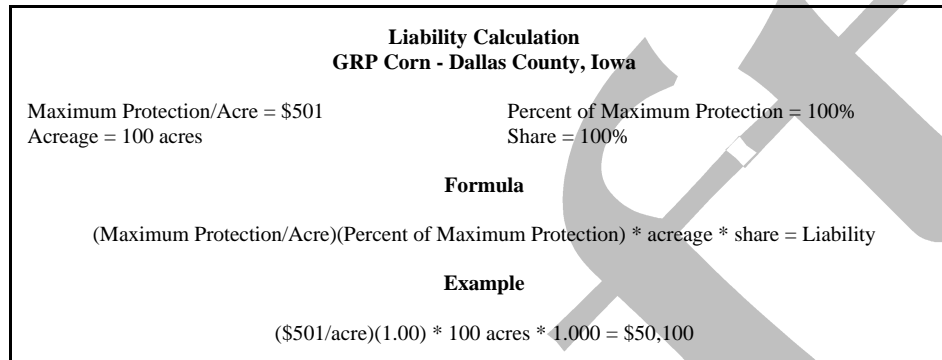 Liability Calculation
GRP Corn - Dallas County, Iowa
Maximum Protection/Acre = $501 Percent of Maximum Protection = 100%
Acreage = 100 acres Share = 100%
Formula
(Maximum Protection/Acre)(Percent of Maximum Protection) * acreage * share = Liability
Example
($501/acre)(1.00) * 100 acres * 1.000 = $50,100